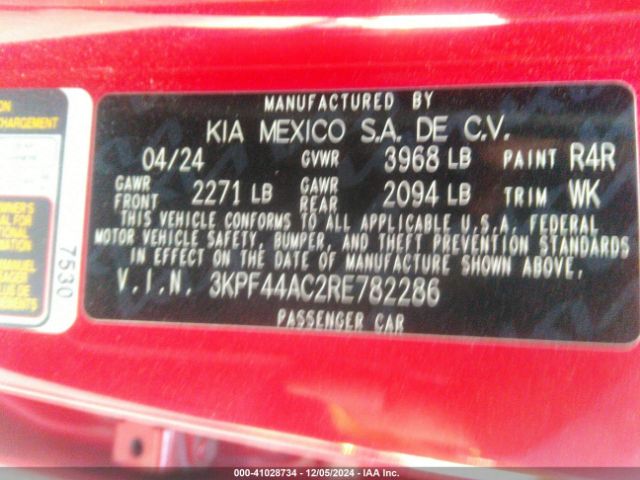 MANUFACTURED BY
KIA MEXICO S.A. DE C.V.
04/24 GVWR 3968 LB PAINT R4R
GAWR FRONT 2271 LB GAWR REAR 2094 LB TRIM WK
THIS VEHICLE CONFORMS TO ALL APPLICABLE U.S.A. FEDERAL
MOTOR VEHICLE SAFETY, BUMPER, AND THEFT PREVENTION STANDARDS
IN EFFECT ON THE DATE OF MANUFACTURE SHOWN ABOVE.
V.I.N. 3KPF44AC2RE782286
PASSENGER CAR
7530
000-41028734 - 12/05/2024 - IAA Inc.